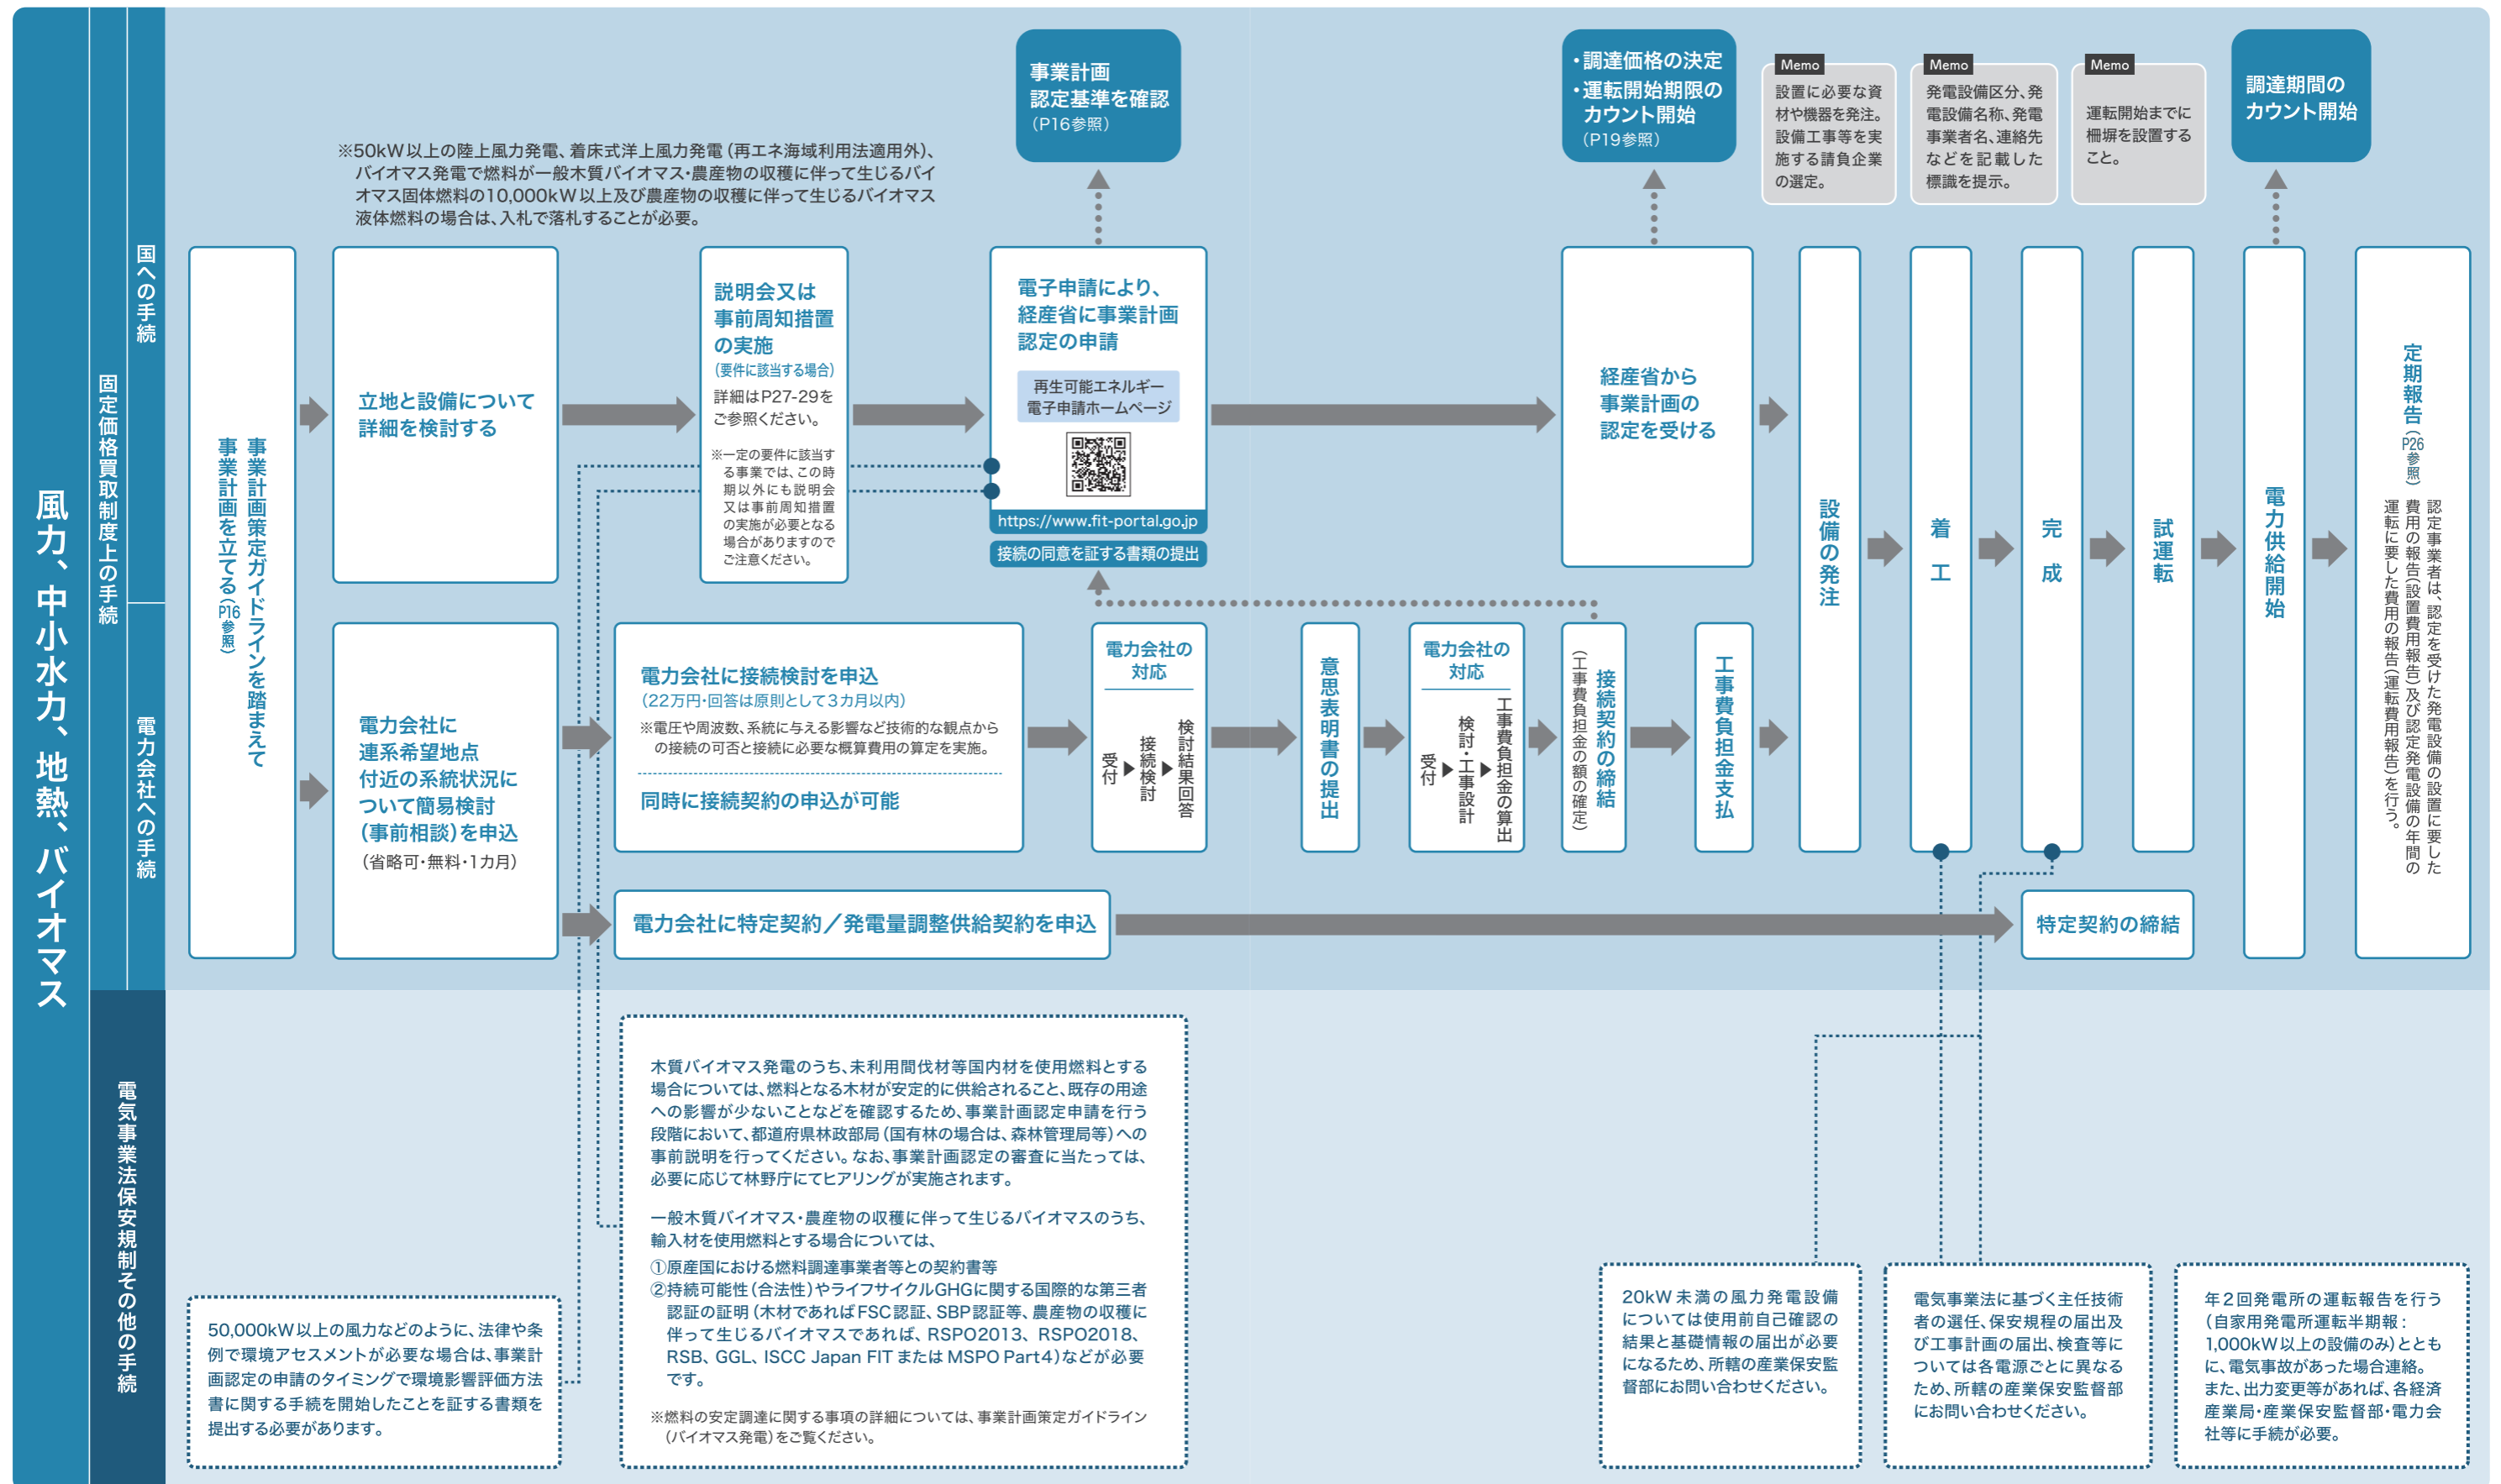 風力、中小水力、地熱、バイオマス
固定価格買取制度上の手続
国への手続
電力会社への手続
電気事業法保安規制その他の手続
事業計画
認定基準を確認
（P16参照）
・調達価格の決定
・運転開始期限の
カウント開始
（P19参照）
Memo
設置に必要な資
材や機器を発注。
設備工事等を実
施する請負企業
の選定。
Memo
発電設備区分、発
電設備名称、発電
事業者名、連絡先
などを記載した
標識を提示。
Memo
運転開始までに
柵塀を設置する
こと。
調達期間の
カウント開始
※50kW以上の陸上風力発電、着床式洋上風力発電（再エネ海域利用法適用外）、
バイオマス発電で燃料が一般木質バイオマス・農産物の収穫に伴って生じるバイ
オマス固体燃料の10,000kW以上及び農産物の収穫に伴って生じるバイオマス
液体燃料の場合は、入札で落札することが必要。
事業計画策定ガイドラインを踏まえて
事業計画を立てる（P16参照）
立地と設備について
詳細を検討する
説明会又は
事前周知措置
の実施
（要件に該当する場合）
詳細はP27-29を
ご参照ください。
※一定の要件に該当す
る事業では、この時
期以外にも説明会
又は事前周知措置
の実施が必要となる
場合がありますので
ご注意ください。
電子申請により、
経産省に事業計画
認定の申請
再生可能エネルギー
電子申請ホームページ
https://www.fit-portal.go.jp
接続の同意を証する書類の提出
経産省から
事業計画の
認定を受ける
設備の発注
着工
完成
試運転
電力供給開始
定期報告（P26参照）
認定事業者は、認定を受けた発電設備の設置に要した
費用の報告（設置費用報告）及び認定発電設備の年間の
運転に要した費用の報告（運転費用報告）を行う。
電力会社に
連系希望地点
付近の系統状況に
ついて簡易検討
（事前相談）を申込
（省略可・無料・1カ月）
電力会社に接続検討を申込
（22万円・回答は原則として3カ月以内）
※電圧や周波数、系統に与える影響など技術的な観点から
の接続の可否と接続に必要な概算費用の算定を実施。
同時に接続契約の申込が可能
電力会社の
対応
受付▶接続検討▶検討結果回答
意思表明書の提出
電力会社の
対応
受付▶検討・工事設計▶工事費負担金の算出
接続契約の締結
（工事費負担金の額の確定）
工事費負担金支払
電力会社に特定契約／発電量調整供給契約を申込
特定契約の締結
50,000kW以上の風力などのように、法律や条
例で環境アセスメントが必要な場合は、事業計
画認定の申請のタイミングで環境影響評価方法
書に関する手続を開始したことを証する書類を
提出する必要があります。
木質バイオマス発電のうち、未利用間伐材等国内材を使用燃料とする
場合については、燃料となる木材が安定的に供給されること、既存の用途
への影響が少ないことなどを確認するため、事業計画認定申請を行う
段階において、都道府県林政部局（国有林の場合は、森林管理局等）への
事前説明を行ってください。なお、事業計画認定の審査に当たっては、
必要に応じて林野庁にてヒアリングが実施されます。
一般木質バイオマス・農産物の収穫に伴って生じるバイオマスのうち、
輸入材を使用燃料とする場合については、
①原産国における燃料調達事業者等との契約書等
②持続可能性（合法性）やライフサイクルGHGに関する国際的な第三者
認証の証明（木材であればFSC認証、SBP認証等、農産物の収穫に
伴って生じるバイオマスであれば、RSPO2013、RSPO2018、
RSB、GGL、ISCC Japan FITまたはMSPO Part4）などが必要
です。
※燃料の安定調達に関する事項の詳細については、事業計画策定ガイドライン
（バイオマス発電）をご覧ください。
20kW未満の風力発電設備
については使用前自己確認の
結果と基礎情報の届出が必要
になるため、所轄の産業保安監
督部にお問い合わせください。
電気事業法に基づく主任技術
者の選任、保安規程の届出及
び工事計画の届出、検査等に
ついては各電源ごとに異なる
ため、所轄の産業保安監督部
にお問い合わせください。
年2回発電所の運転報告を行う
（自家用発電所運転半期報：
1,000kW以上の設備のみ）ととも
に、電気事故があった場合連絡。
また、出力変更等があれば、各経済
産業局・産業保安監督部・電力会
社等に手続が必要。